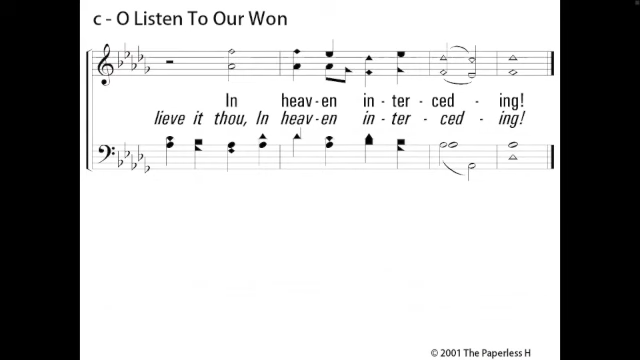 c - O Listen To Our Won
In heav-en in - ter - ced - ing!
lieve it thou, In heav-en in - ter - ced - ing!
© 2001 The Paperless H